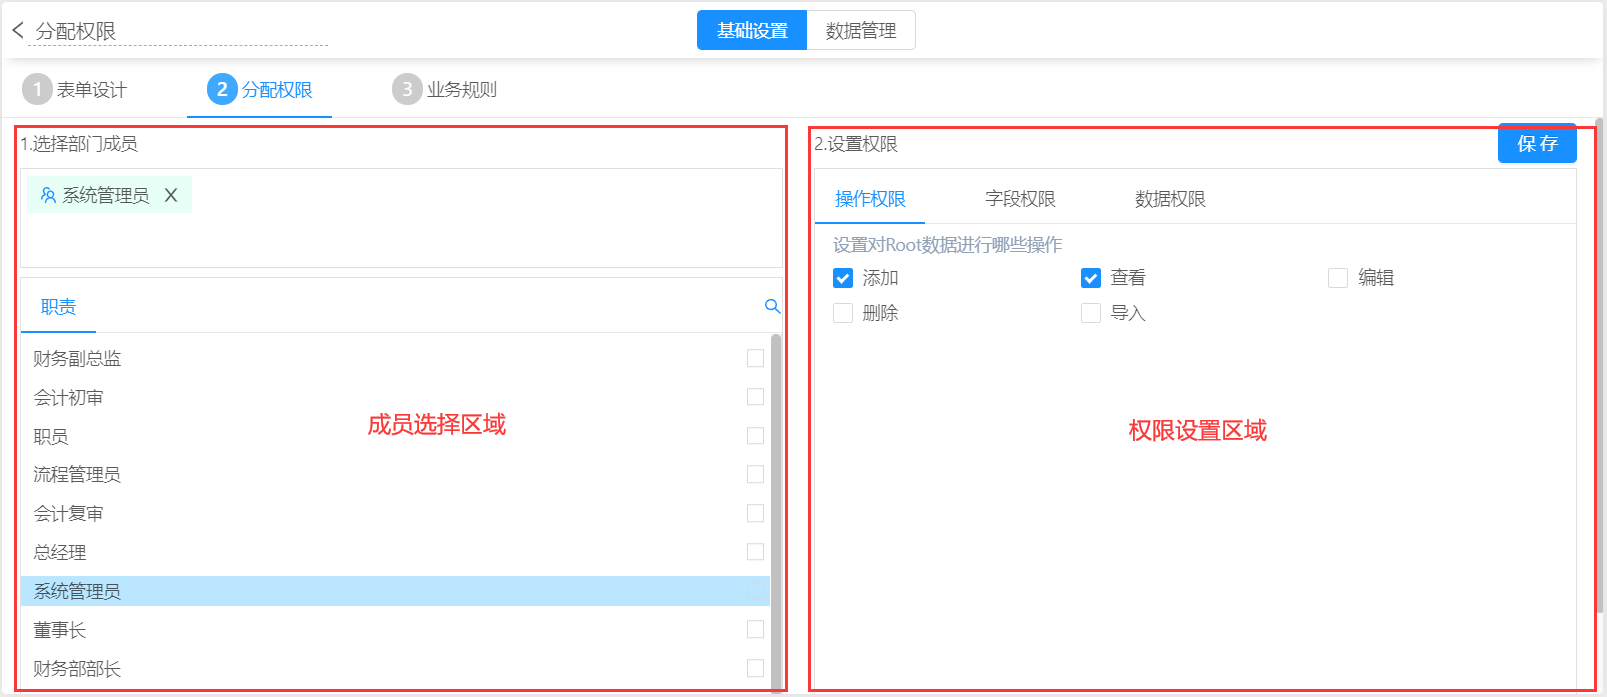 分配权限
基础设置 数据管理
1 表单设计 2 分配权限 3 业务规则
1.选择部门成员
系统管理员 X
职责
财务副总监
会计初审
职员
流程管理员
会计复审
总经理
系统管理员
董事长
财务部部长
成员选择区域
2.设置权限 保存
操作权限 字段权限 数据权限
设置对Root数据进行哪些操作
添加 查看 编辑
删除 导入
权限设置区域